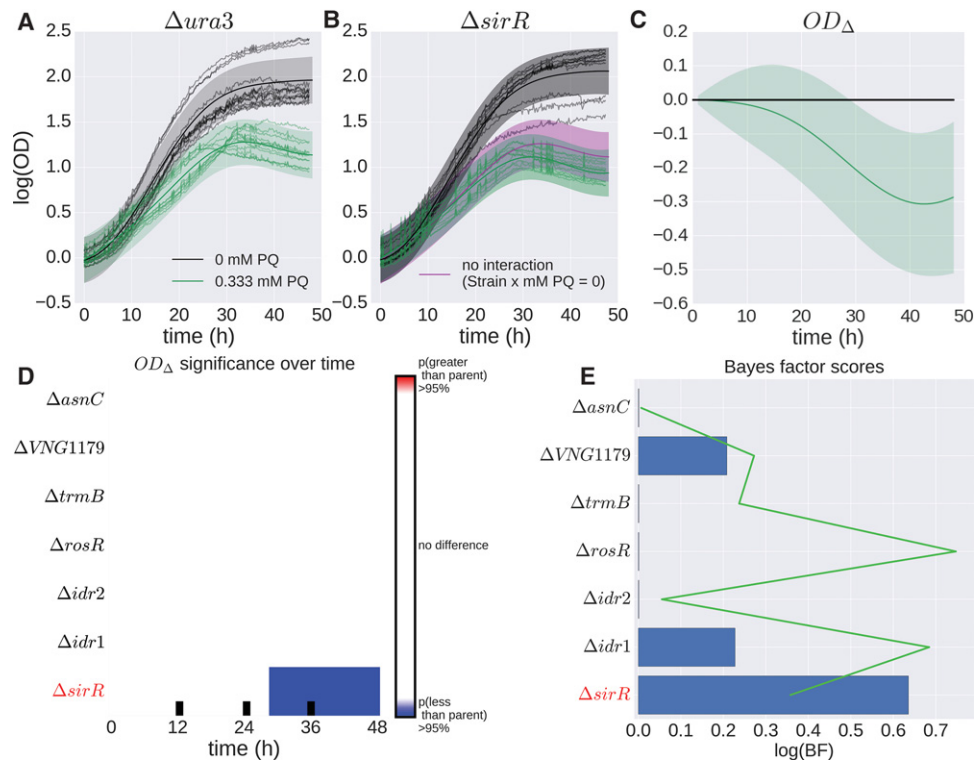 A
Δura3
B
ΔsirR
C
OD_Δ
log(OD)
2.5
2.0
1.5
1.0
0.5
0.0
−0.5
0 mM PQ
0.333 mM PQ
0 10 20 30 40 50
time (h)
2.5
2.0
1.5
1.0
0.5
0.0
−0.5
no interaction
(Strain x mM PQ = 0)
0 10 20 30 40 50
time (h)
0.2
0.1
0.0
−0.1
−0.2
−0.3
−0.4
−0.5
−0.6
0 10 20 30 40 50
time (h)
D
OD_Δ significance over time
ΔasnC
ΔVNG1179
ΔtrmB
ΔrosR
Δidr2
Δidr1
ΔsirR
0 12 24 36 48
time (h)
p(greater
than parent)
>95%
no difference
p(less
than parent)
>95%
E
Bayes factor scores
ΔasnC
ΔVNG1179
ΔtrmB
ΔrosR
Δidr2
Δidr1
ΔsirR
0.0 0.1 0.2 0.3 0.4 0.5 0.6 0.7
log(BF)